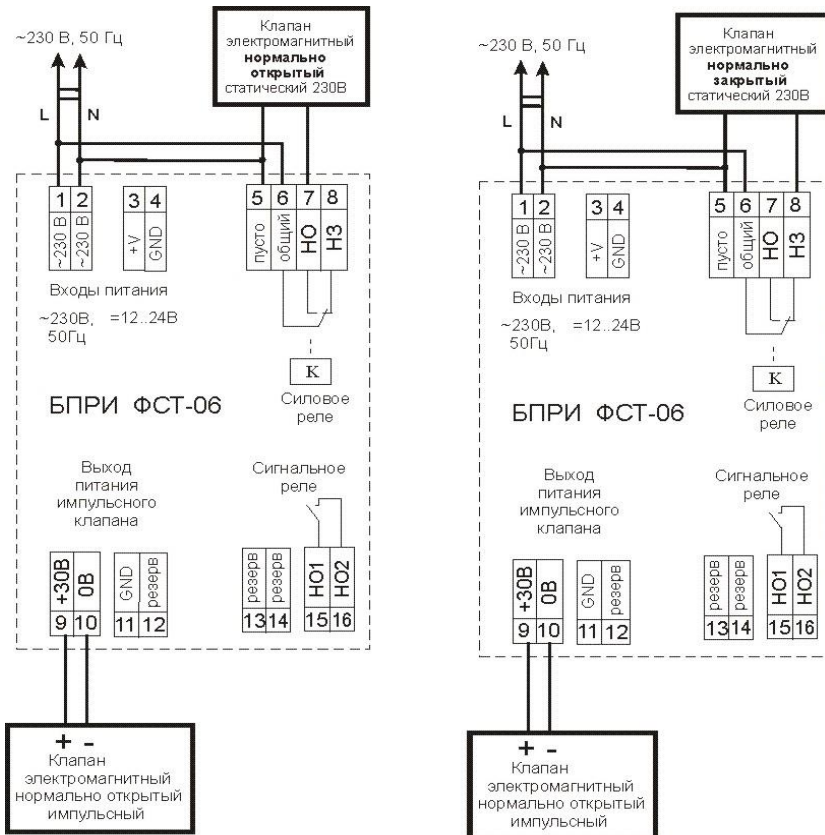 ~230 В, 50 Гц
Клапан
электромагнитный
нормально
открытый
статический 230В
L
N
1
2
3
4
5
6
7
8
~230 В
~230 В
+V
GND
пусто
общий
НО
НЗ
Входы питания
~230В,
50Гц
=12..24В
К
Силовое
реле
БПРИ ФСТ-06
Выход
питания
импульсного
клапана
Сигнальное
реле
+30В
0В
GND
резерв
резерв
резерв
НО1
НО2
9
10
11
12
13
14
15
16
+ -
Клапан
электромагнитный
нормально открытый
импульсный
~230 В, 50 Гц
Клапан
электромагнитный
нормально
закрытый
статический 230В
L
N
1
2
3
4
5
6
7
8
~230 В
~230 В
+V
GND
пусто
общий
НО
НЗ
Входы питания
~230В,
50Гц
=12..24В
К
Силовое
реле
БПРИ ФСТ-06
Выход
питания
импульсного
клапана
Сигнальное
реле
+30В
0В
GND
резерв
резерв
резерв
НО1
НО2
9
10
11
12
13
14
15
16
+ -
Клапан
электромагнитный
нормально открытый
импульсный